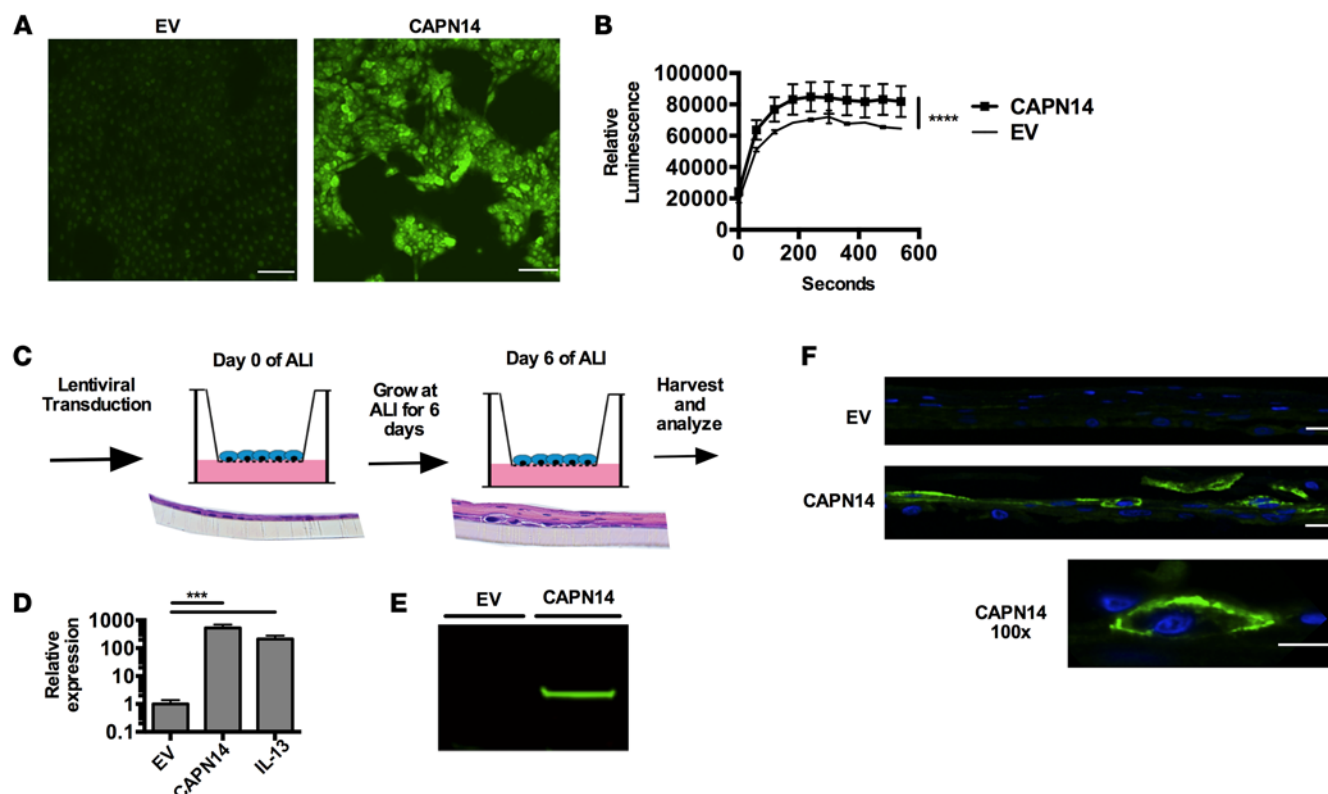 A
EV
CAPN14
B
100000
80000
60000
40000
20000
0
Relative
Luminescence
0
200
400
600
Seconds
CAPN14
EV
****
C
Lentiviral
Transduction
Day 0 of ALI
Grow at
ALI for 6
days
Day 6 of ALI
Harvest
and
analyze
D
***
Relative
expression
1000
100
10
1
0.1
EV
CAPN14
IL-13
E
EV
CAPN14
F
EV
CAPN14
CAPN14
100x